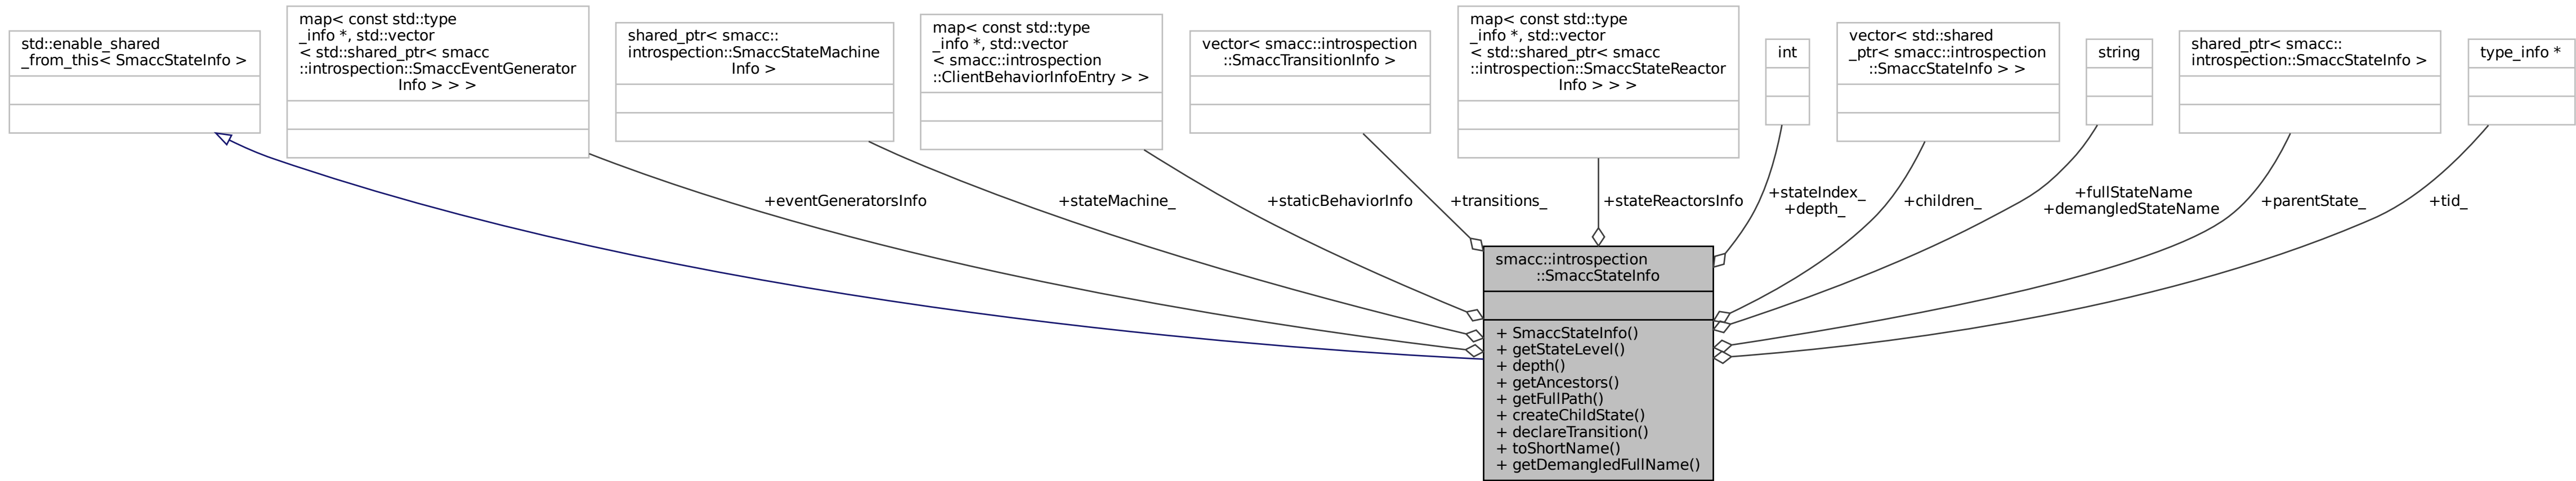 std::enable_shared
_from_this< SmaccStateInfo >
map< const std::type
_info *, std::vector
< std::shared_ptr< smacc
::introspection::SmaccEventGenerator
Info > > >
shared_ptr< smacc::
introspection::SmaccStateMachine
Info >
map< const std::type
_info *, std::vector
< smacc::introspection
::ClientBehaviorInfoEntry > >
vector< smacc::introspection
::SmaccTransitionInfo >
map< const std::type
_info *, std::vector
< std::shared_ptr< smacc
::introspection::SmaccStateReactor
Info > > >
int
vector< std::shared
_ptr< smacc::introspection
::SmaccStateInfo > >
string
shared_ptr< smacc::
introspection::SmaccStateInfo >
type_info *
+eventGeneratorsInfo
+stateMachine_
+staticBehaviorInfo
+transitions_
+stateReactorsInfo
+stateIndex_
+depth_
+children_
+fullStateName
+demangledStateName
+parentState_
+tid_
smacc::introspection
::SmaccStateInfo
+ SmaccStateInfo()
+ getStateLevel()
+ depth()
+ getAncestors()
+ getFullPath()
+ createChildState()
+ declareTransition()
+ toShortName()
+ getDemangledFullName()